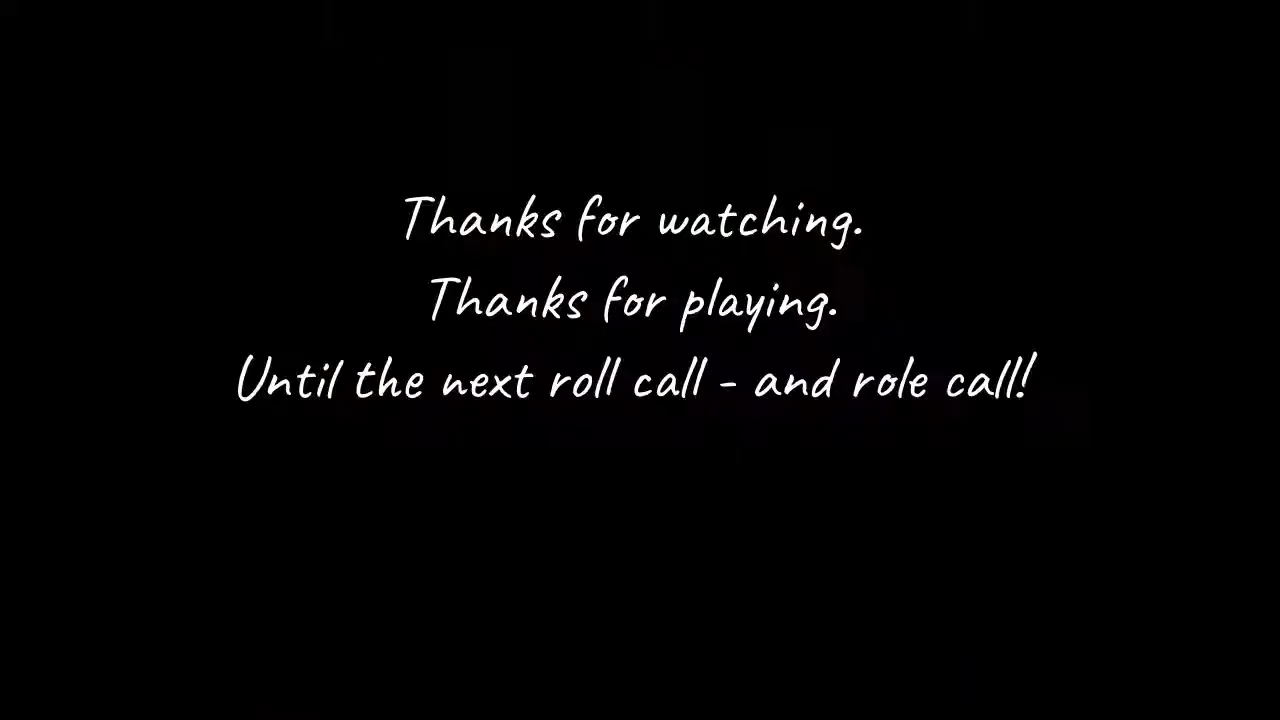 Thanks for watching.
Thanks for playing.
Until the next roll call - and role call!